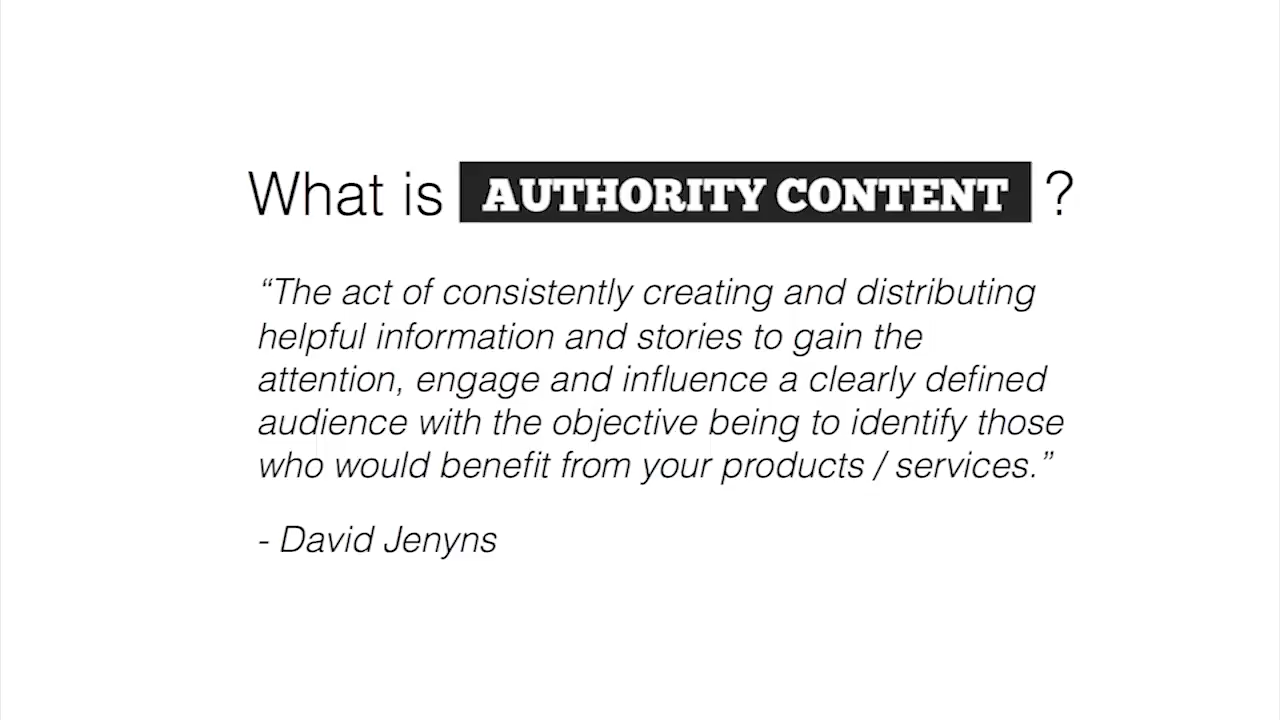 What is AUTHORITY CONTENT ?
“The act of consistently creating and distributing
helpful information and stories to gain the
attention, engage and influence a clearly defined
audience with the objective being to identify those
who would benefit from your products / services.”
- David Jenyns